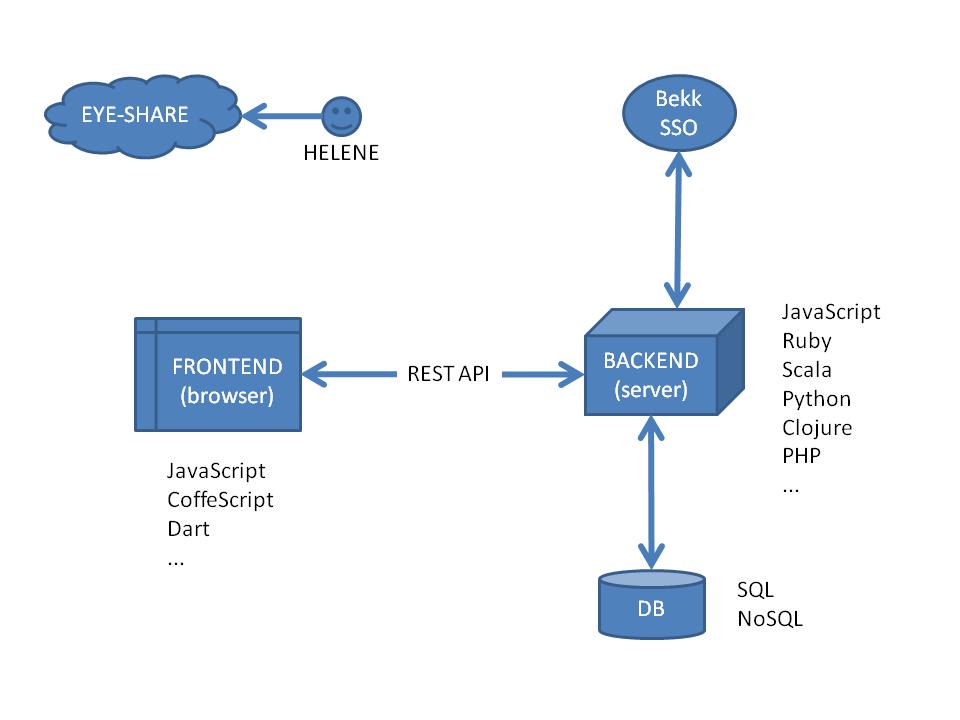 EYE-SHARE
HELENE
Bekk
SSO
FRONTEND
(browser)
REST API
BACKEND
(server)
JavaScript
Ruby
Scala
Python
Clojure
PHP
...
JavaScript
CoffeScript
Dart
...
DB
SQL
NoSQL